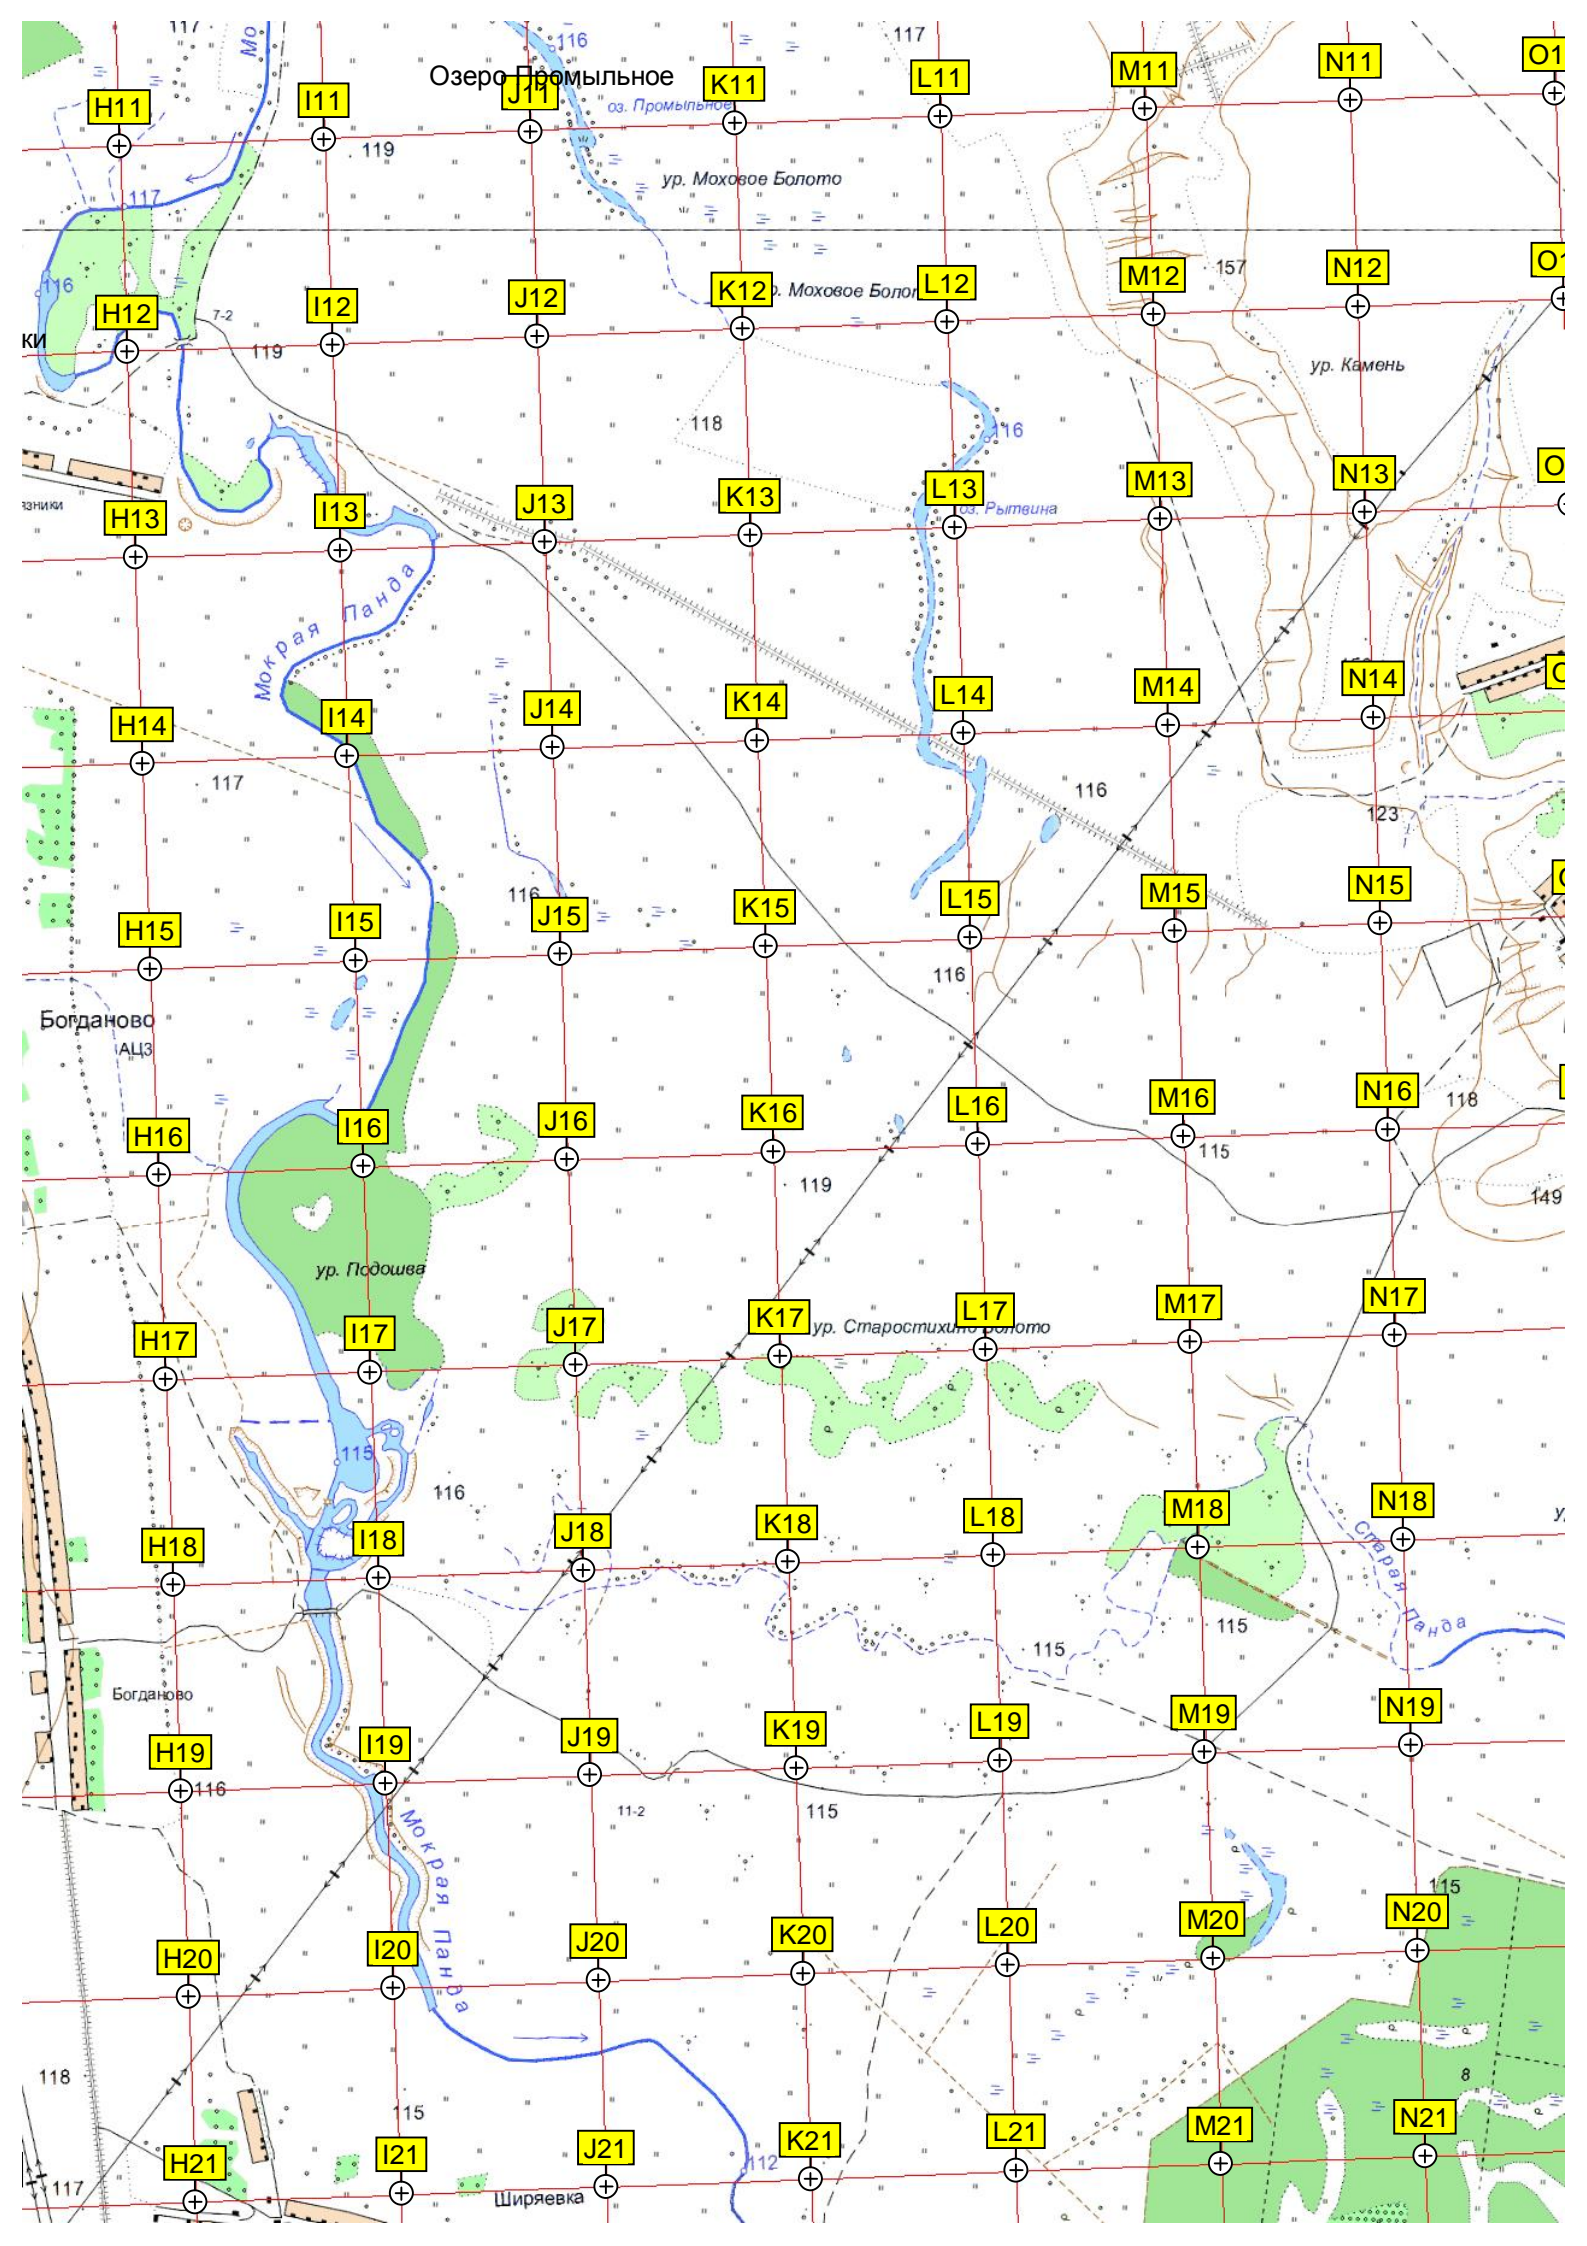 117
Мо
116
117
Озеро Промыльное
оз. Промыльное
H11 I11 J11 K11 L11 M11 N11 O1
119
ур. Моховое Болото
117
116
157
ур. Моховое Болот
H12 I12 J12 K12 L12 M12 N12 O1
7-2
ки
119
ур. Камень
118
116
зники
оз. Рытвина
H13 I13 J13 K13 L13 M13 N13 O
Мокрая Панда
H14 I14 J14 K14 L14 M14 N14 O
117
116
123
116
H15 I15 J15 K15 L15 M15 N15
116
Богданово
АЦЗ
H16 I16 J16 K16 L16 M16 N16
118
115
119
149
ур. Подошва
H17 I17 J17 K17 L17 M17 N17
ур. Старостихино Болото
115
116
H18 I18 J18 K18 L18 M18 N18
Старая Панда
115
115
Богданово
H19 I19 J19 K19 L19 M19 N19
116
11-2
115
Мокрая Панда
115
H20 I20 J20 K20 L20 M20 N20
118
8
115
H21 I21 J21 K21 L21 M21 N21
112
117
Ширяевка